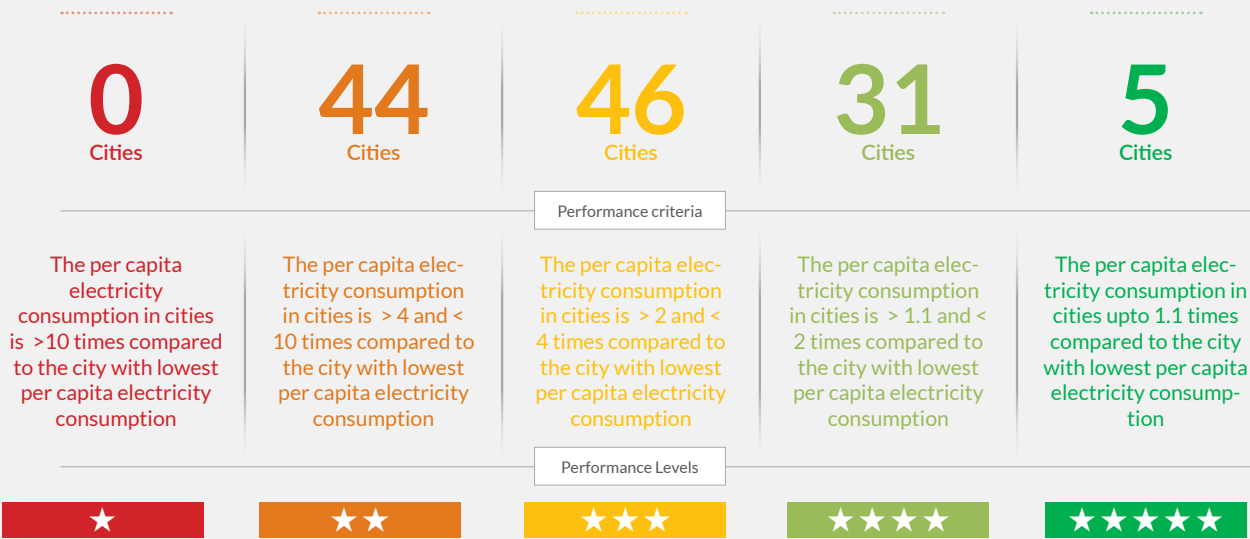 0
Cities
44
Cities
46
Cities
31
Cities
5
Cities
Performance criteria
The per capita
electricity
consumption in cities
is >10 times compared
to the city with lowest
per capita electricity
consumption
The per capita elec-
tricity consumption
in cities is > 4 and <
10 times compared to
the city with lowest
per capita electricity
consumption
The per capita elec-
tricity consumption
in cities is > 2 and <
4 times compared to
the city with lowest
per capita electricity
consumption
The per capita elec-
tricity consumption
in cities is > 1.1 and <
2 times compared to
the city with lowest
per capita electricity
consumption
The per capita elec-
tricity consumption in
cities upto 1.1 times
compared to the city
with lowest per capita
electricity consump-
tion
Performance Levels